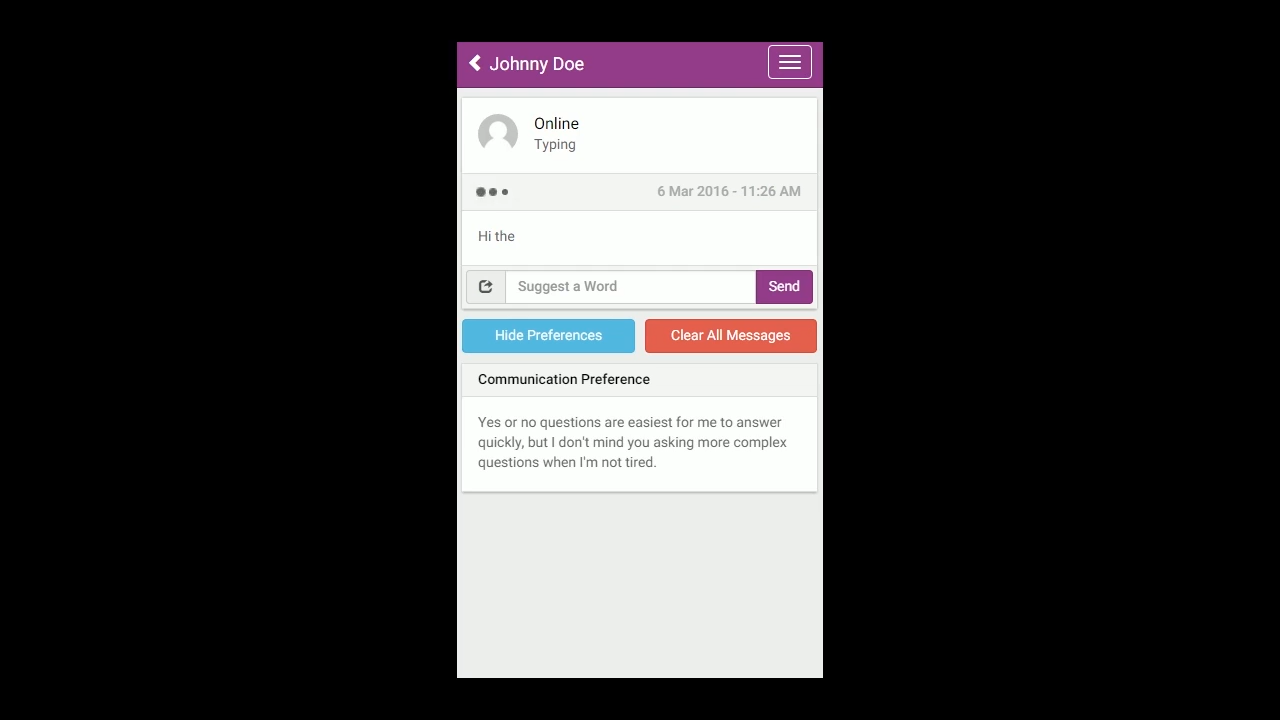 Johnny Doe
Online
Typing
6 Mar 2016 - 11:26 AM
Hi the
Suggest a Word
Send
Hide Preferences
Clear All Messages
Communication Preference
Yes or no questions are easiest for me to answer
quickly, but I don't mind you asking more complex
questions when I'm not tired.